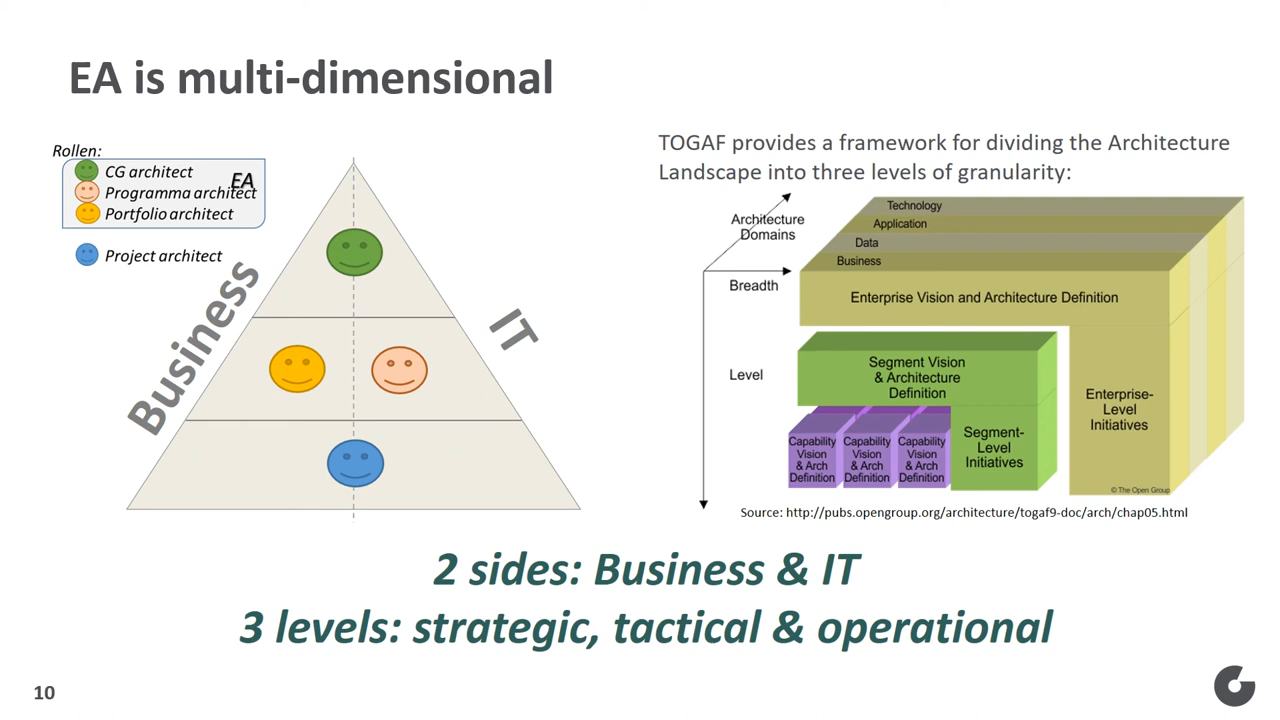 EA is multi-dimensional
Rollen:
CG architect
EA
Programma architect
Portfolio architect
Project architect
Business
IT
TOGAF provides a framework for dividing the Architecture
Landscape into three levels of granularity:
Architecture
Domains
Breadth
Level
Technology
Application
Data
Business
Enterprise Vision and Architecture Definition
Segment Vision
& Architecture
Definition
Enterprise-
Level
Initiatives
Segment-
Level
Initiatives
Capability
Vision
& Arch
Definition
Capability
Vision
& Arch
Definition
Capability
Vision
& Arch
Definition
© The Open Group
Source: http://pubs.opengroup.org/architecture/togaf9-doc/arch/chap05.html
2 sides: Business & IT
3 levels: strategic, tactical & operational
10